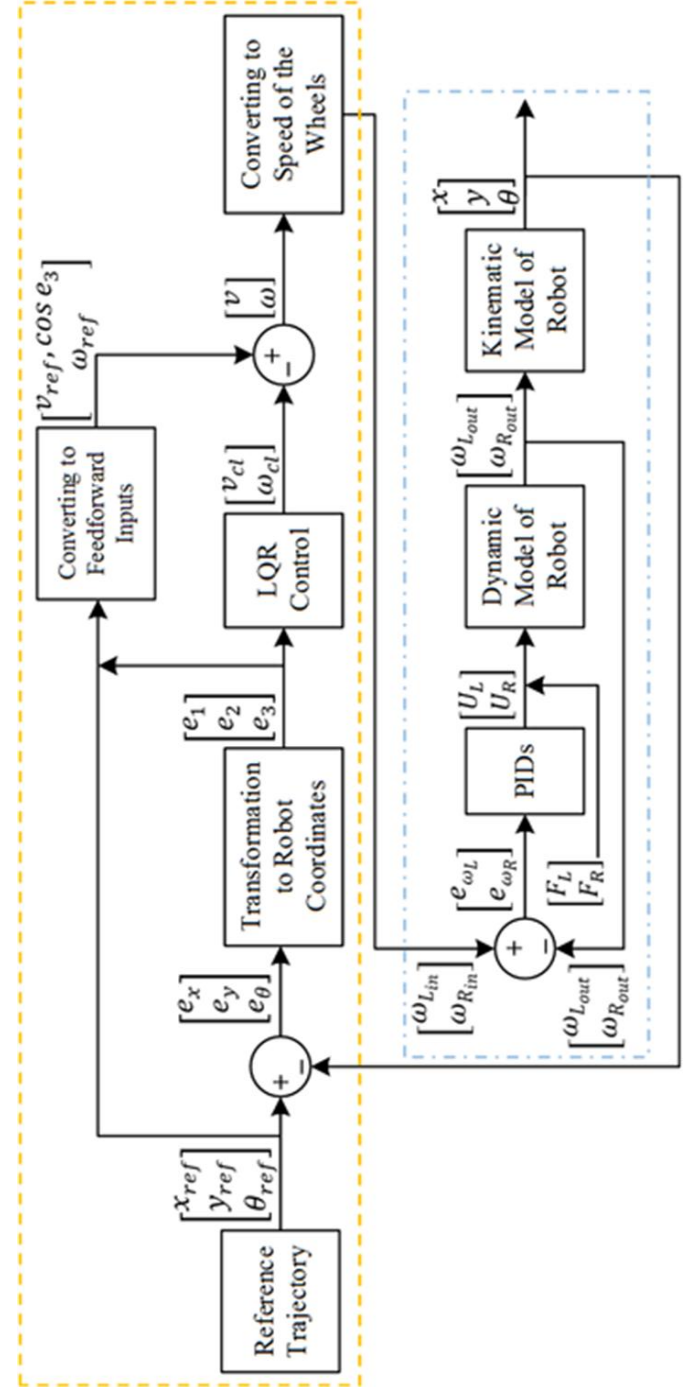 Reference
Trajectory
[x_ref
y_ref
θ_ref]
+
−
[e_x
e_y
e_θ]
Transformation
to Robot
Coordinates
[e_1
e_2
e_3]
LQR
Control
[v_cl
ω_cl]
Converting to
Feedforward
Inputs
[v_ref, cos e_3
ω_ref]
+
−
[v
ω]
Converting to
Speed of the
Wheels
[ω_Lin
ω_Rin]
+
−
[ω_Lout
ω_Rout]
[e_ωL
e_ωR]
[F_L
F_R]
PIDs
[U_L
U_R]
Dynamic
Model of
Robot
[ω_Lout
ω_Rout]
Kinematic
Model of
Robot
[x
y
θ]